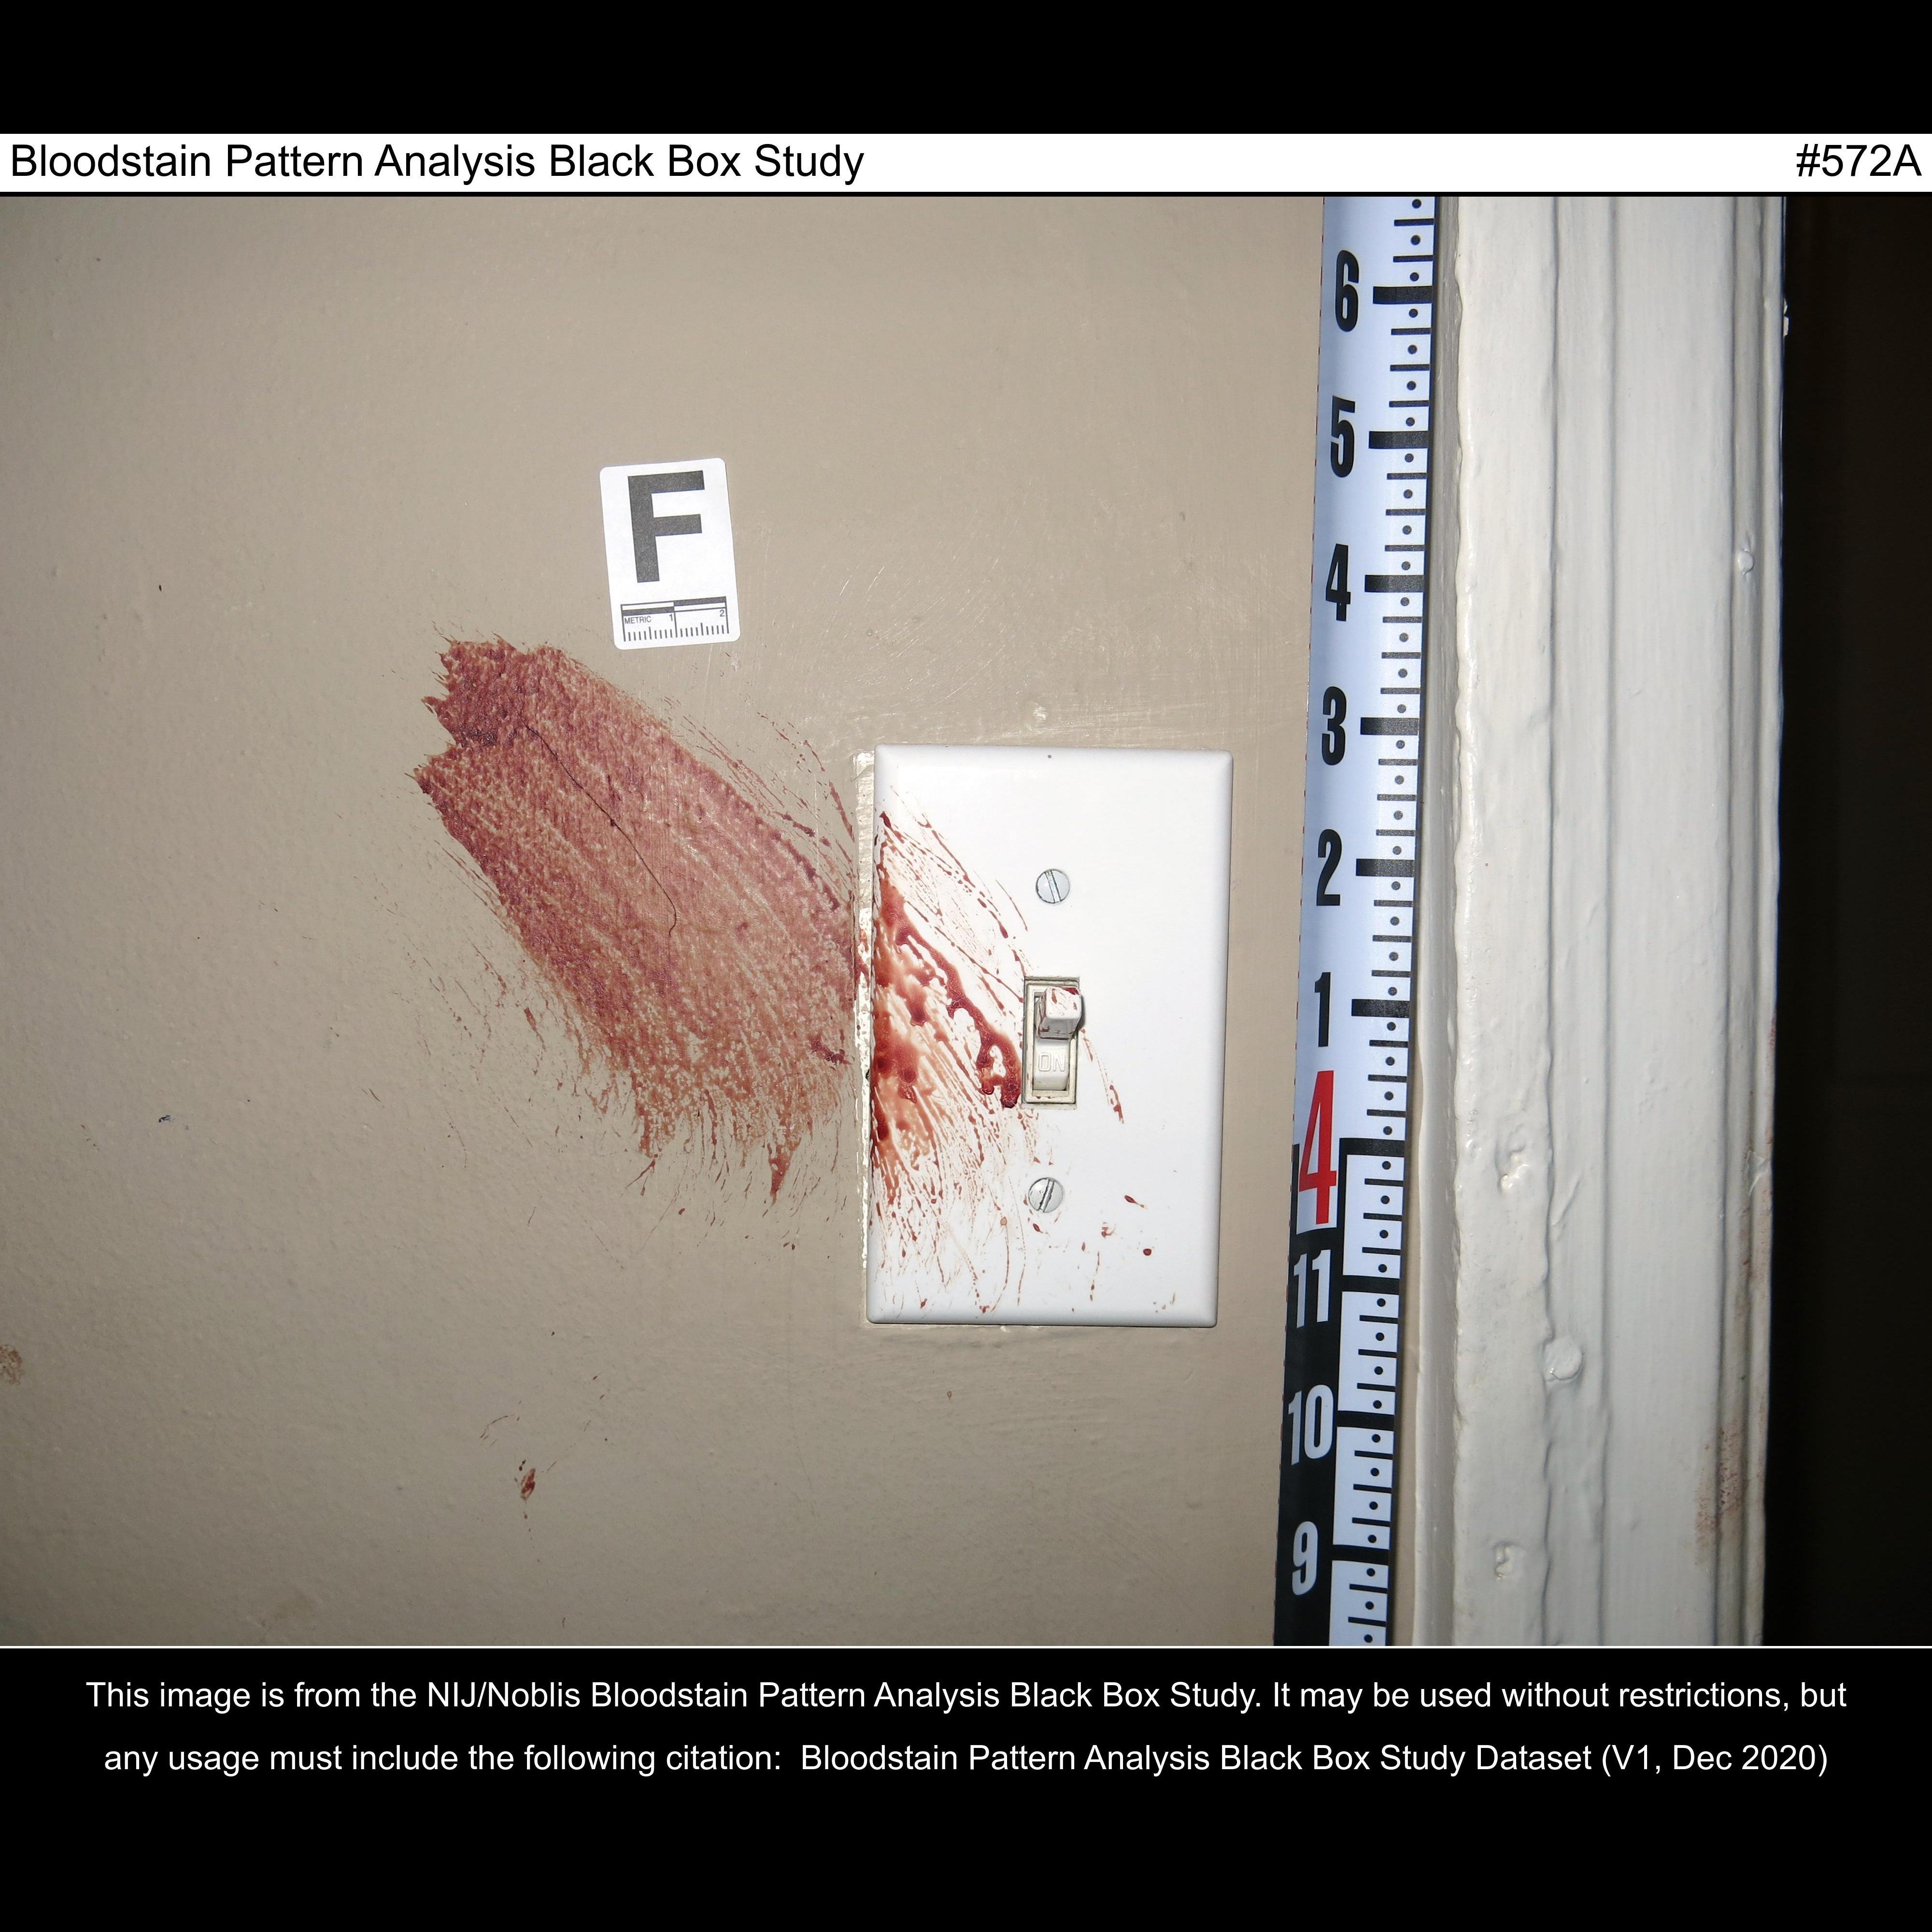 Bloodstain Pattern Analysis Black Box Study #572A
F
METRIC 1 2
6
5
4
3
2
1
4
11
10
9
ON
This image is from the NIJ/Noblis Bloodstain Pattern Analysis Black Box Study. It may be used without restrictions, but
any usage must include the following citation: Bloodstain Pattern Analysis Black Box Study Dataset (V1, Dec 2020)